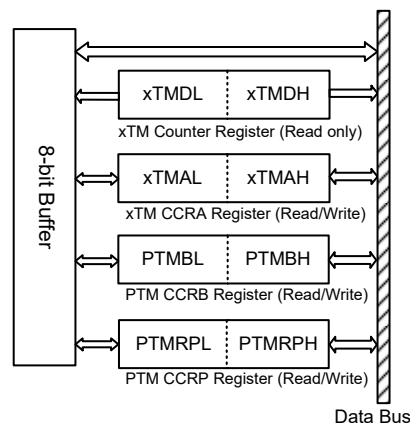 8-bit Buffer
xTMDL xTMDH
xTM Counter Register (Read only)
xTMAL xTMAH
xTM CCRA Register (Read/Write)
PTMBL PTMBH
PTM CCRB Register (Read/Write)
PTMRPL PTMRPH
PTM CCRP Register (Read/Write)
Data Bus